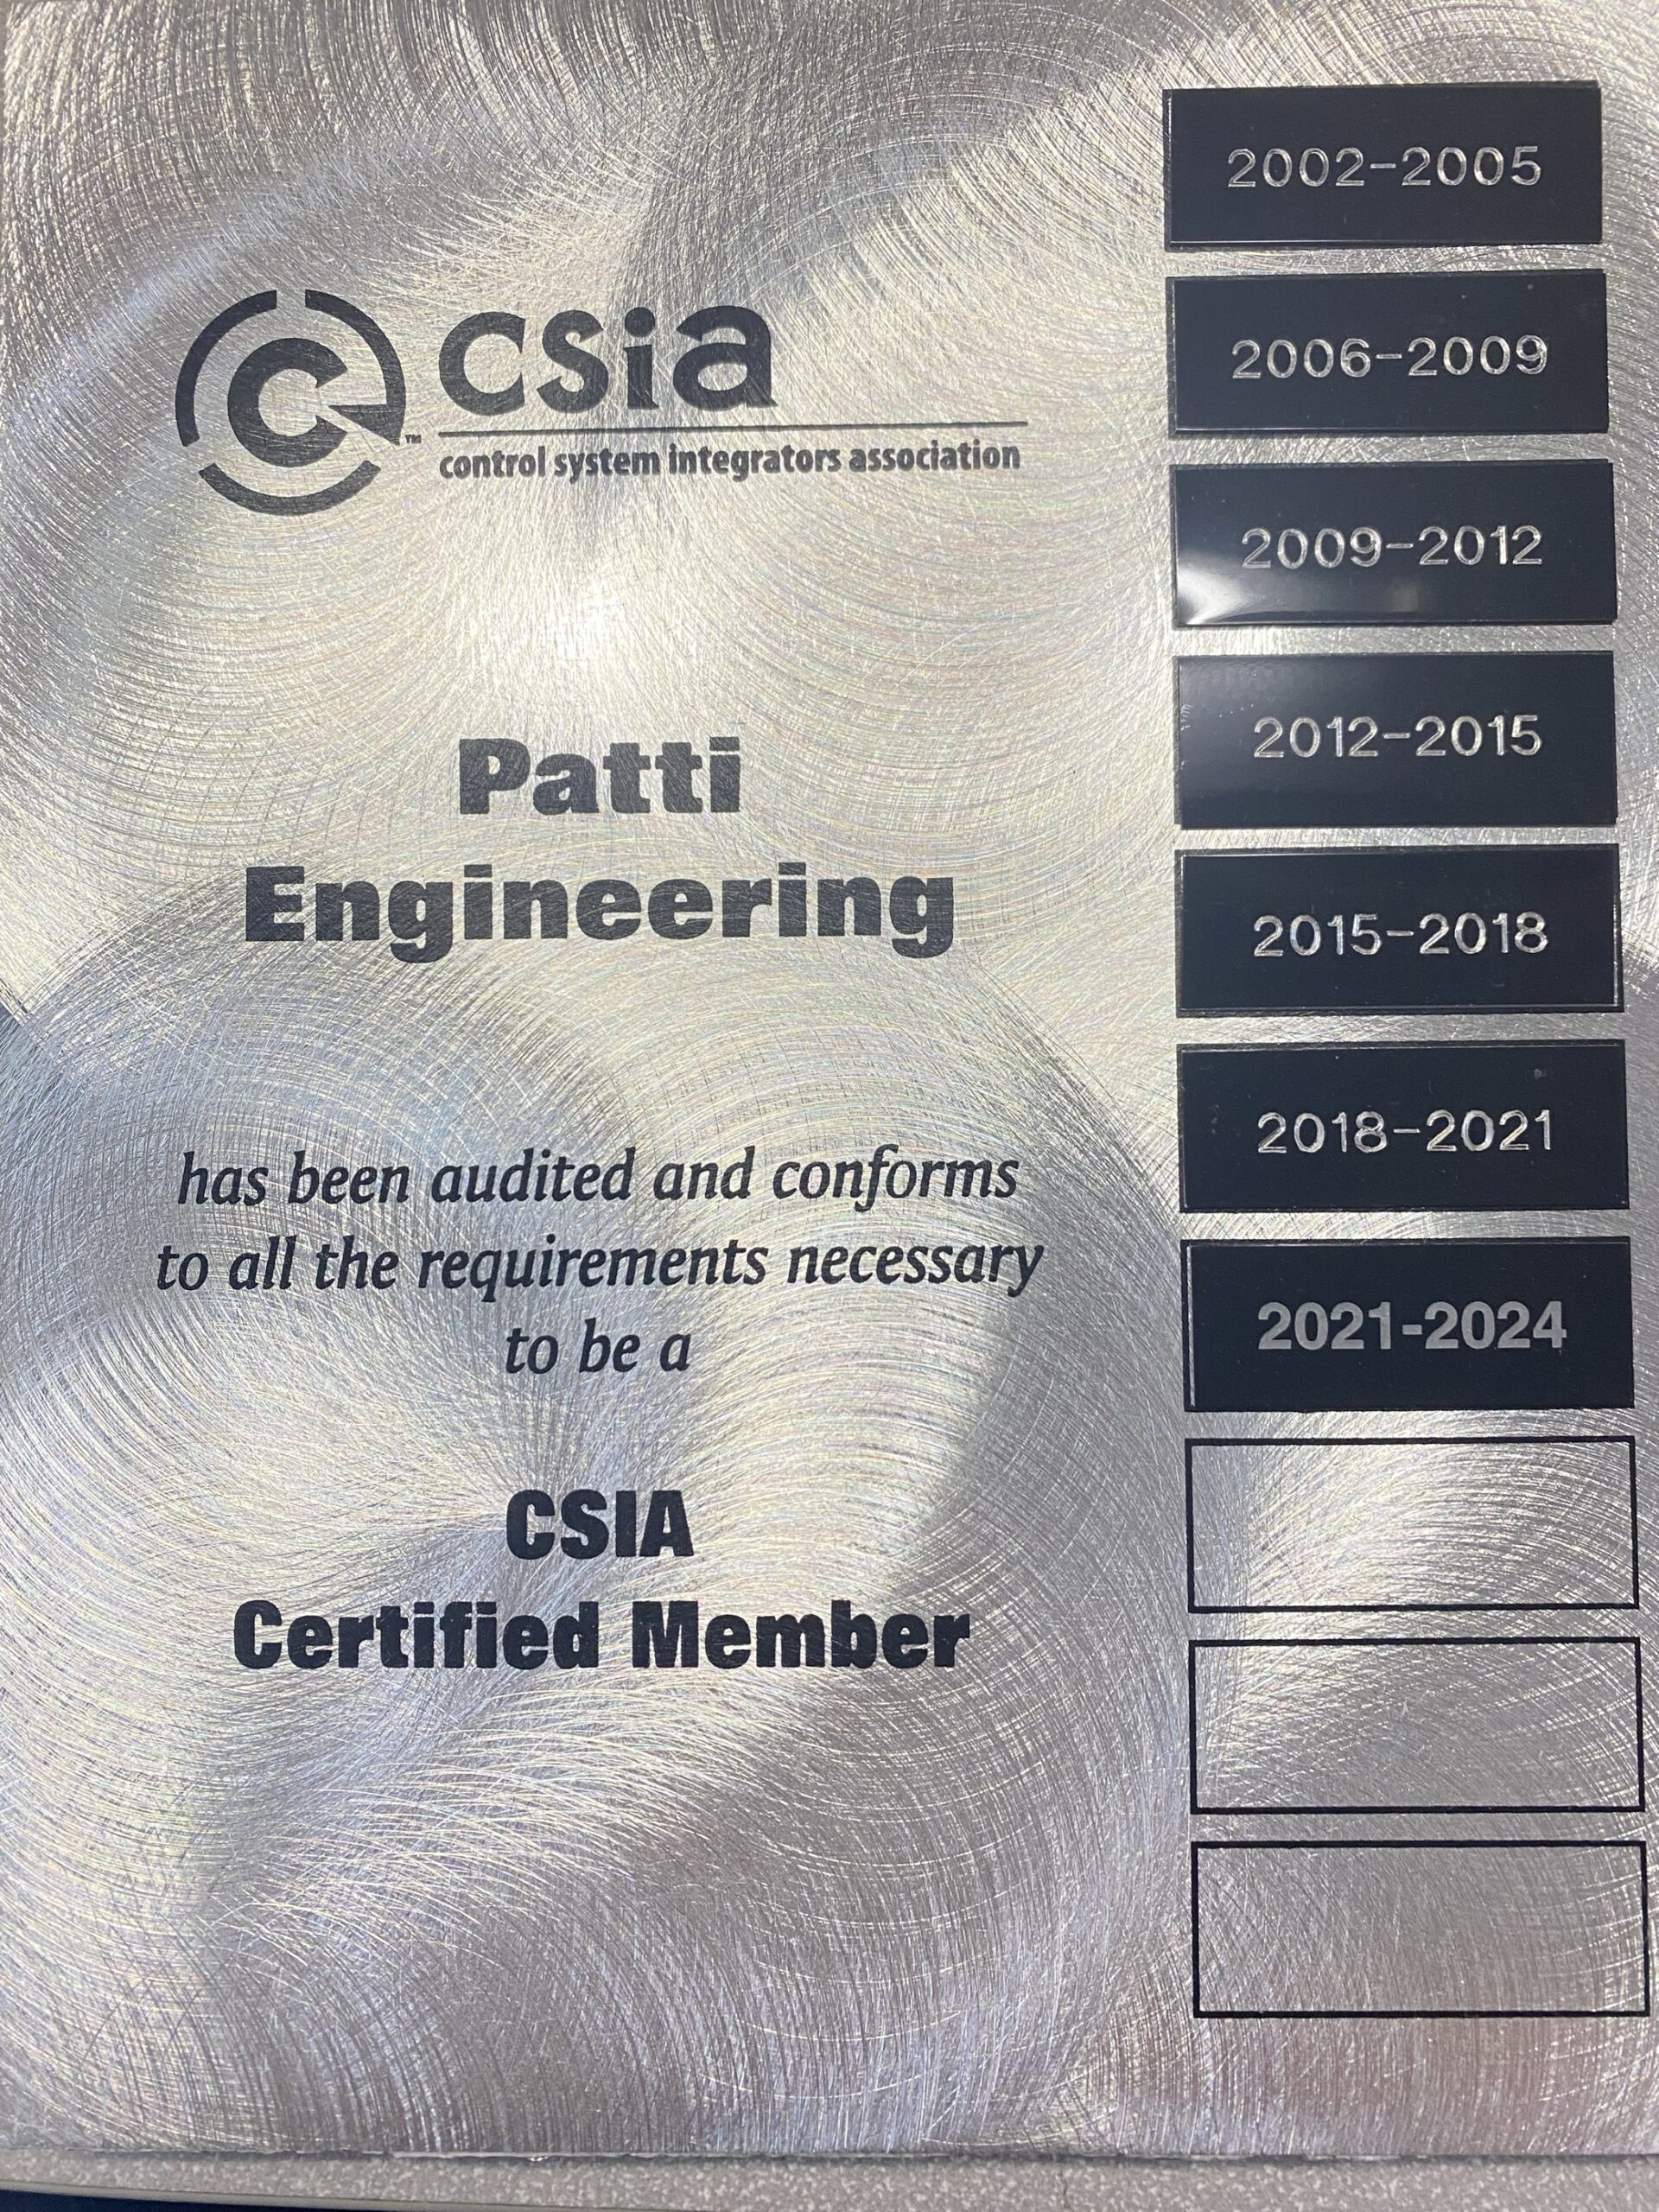 C™
csia
control system integrators association
Patti
Engineering
has been audited and conforms
to all the requirements necessary
to be a
CSIA
Certified Member
2002-2005
2006-2009
2009-2012
2012-2015
2015-2018
2018-2021
2021-2024